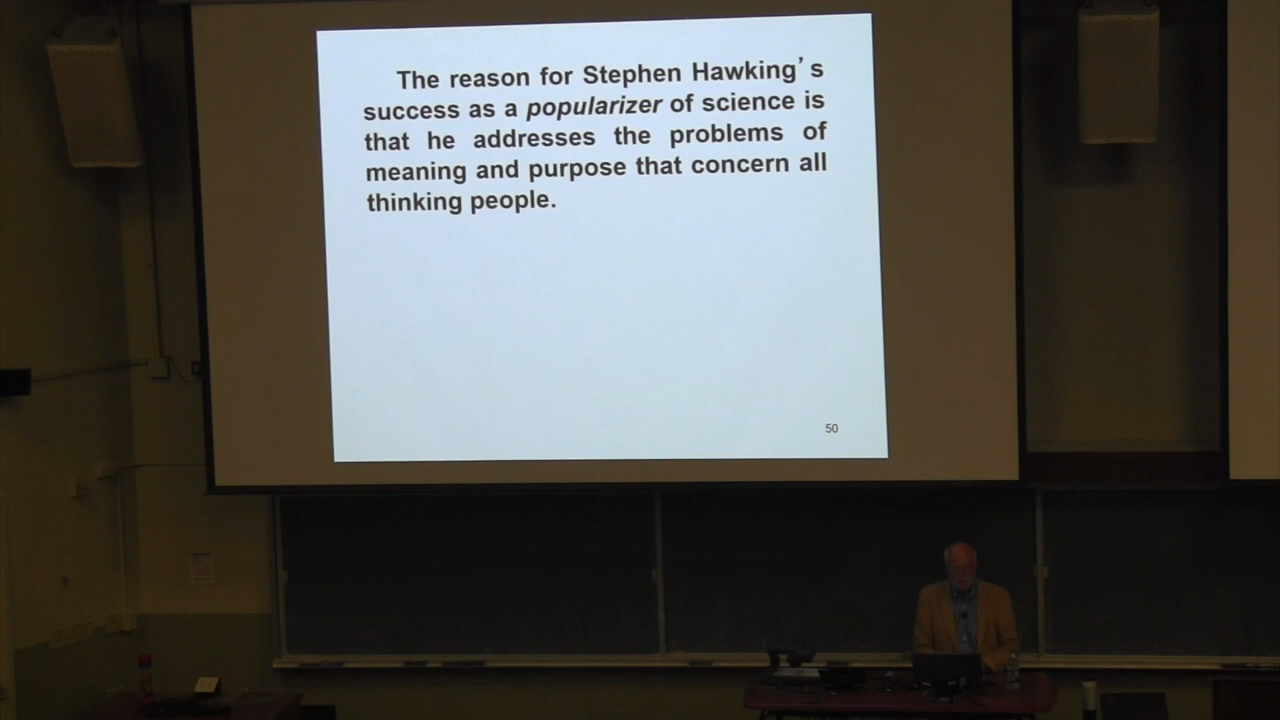 The reason for Stephen Hawking’s
success as a popularizer of science is
that he addresses the problems of
meaning and purpose that concern all
thinking people.
50